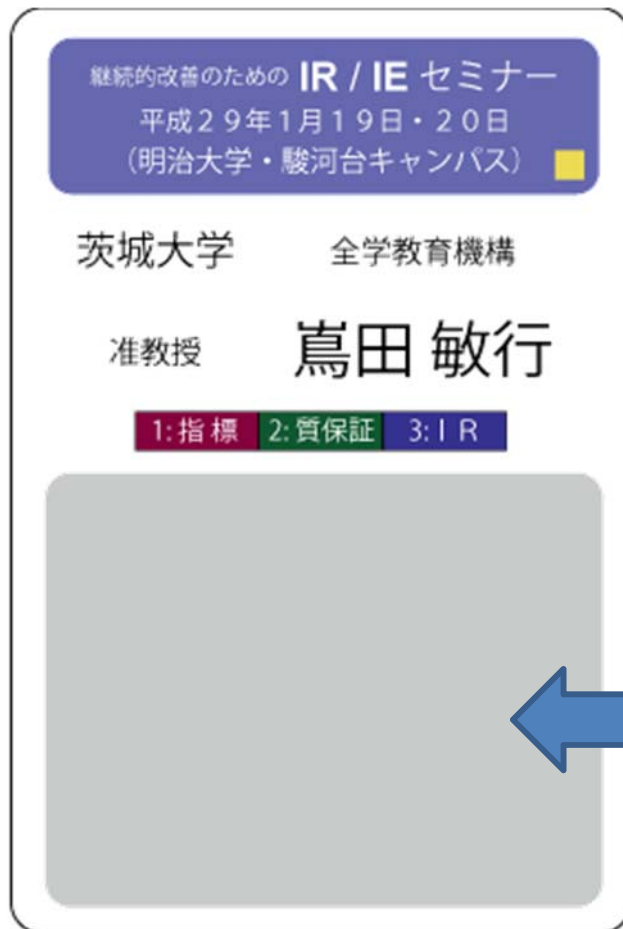 継続的改善のための IR / IE セミナー
平成２９年１月１９日・２０日
（明治大学・駿河台キャンパス）
茨城大学 全学教育機構
准教授 嶌田 敏行
1: 指 標 2: 質保証 3: I R